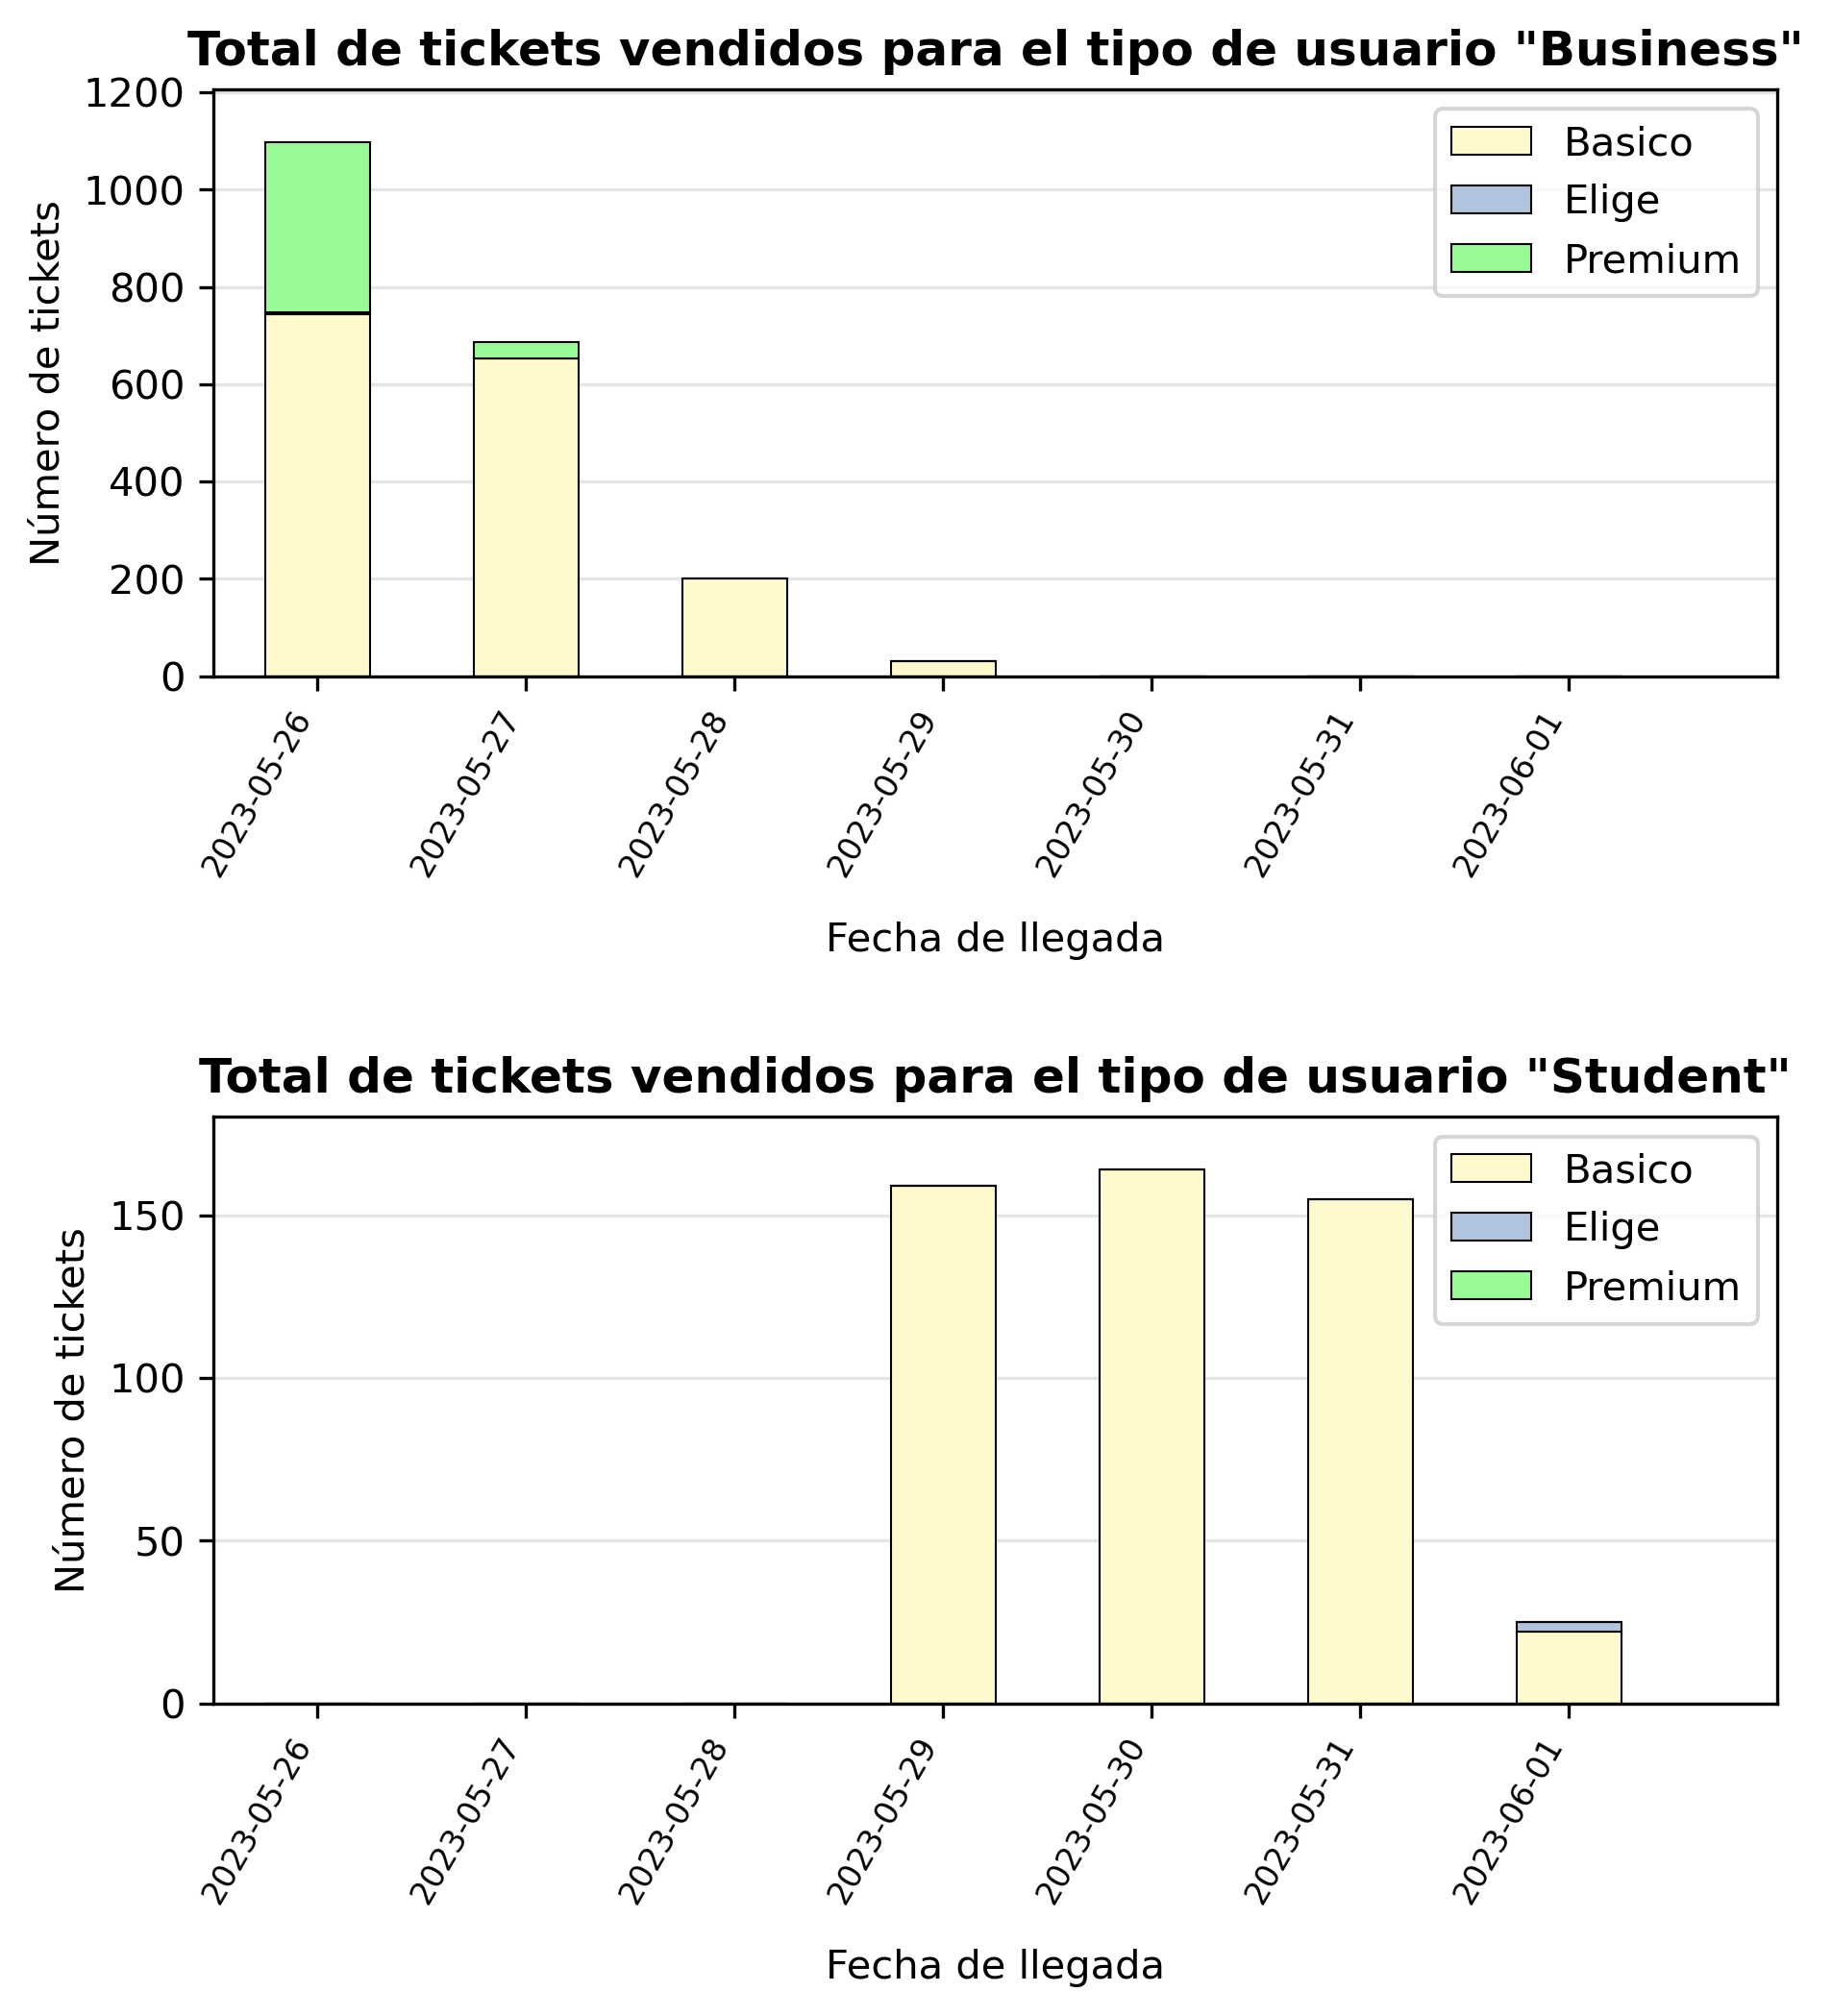 Total de tickets vendidos para el tipo de usuario "Business"
1200
1000
800
600
400
200
0
Número de tickets
Basico
Elige
Premium
2023-05-26
2023-05-27
2023-05-28
2023-05-29
2023-05-30
2023-05-31
2023-06-01
Fecha de llegada
Total de tickets vendidos para el tipo de usuario "Student"
150
100
50
0
Número de tickets
Basico
Elige
Premium
2023-05-26
2023-05-27
2023-05-28
2023-05-29
2023-05-30
2023-05-31
2023-06-01
Fecha de llegada